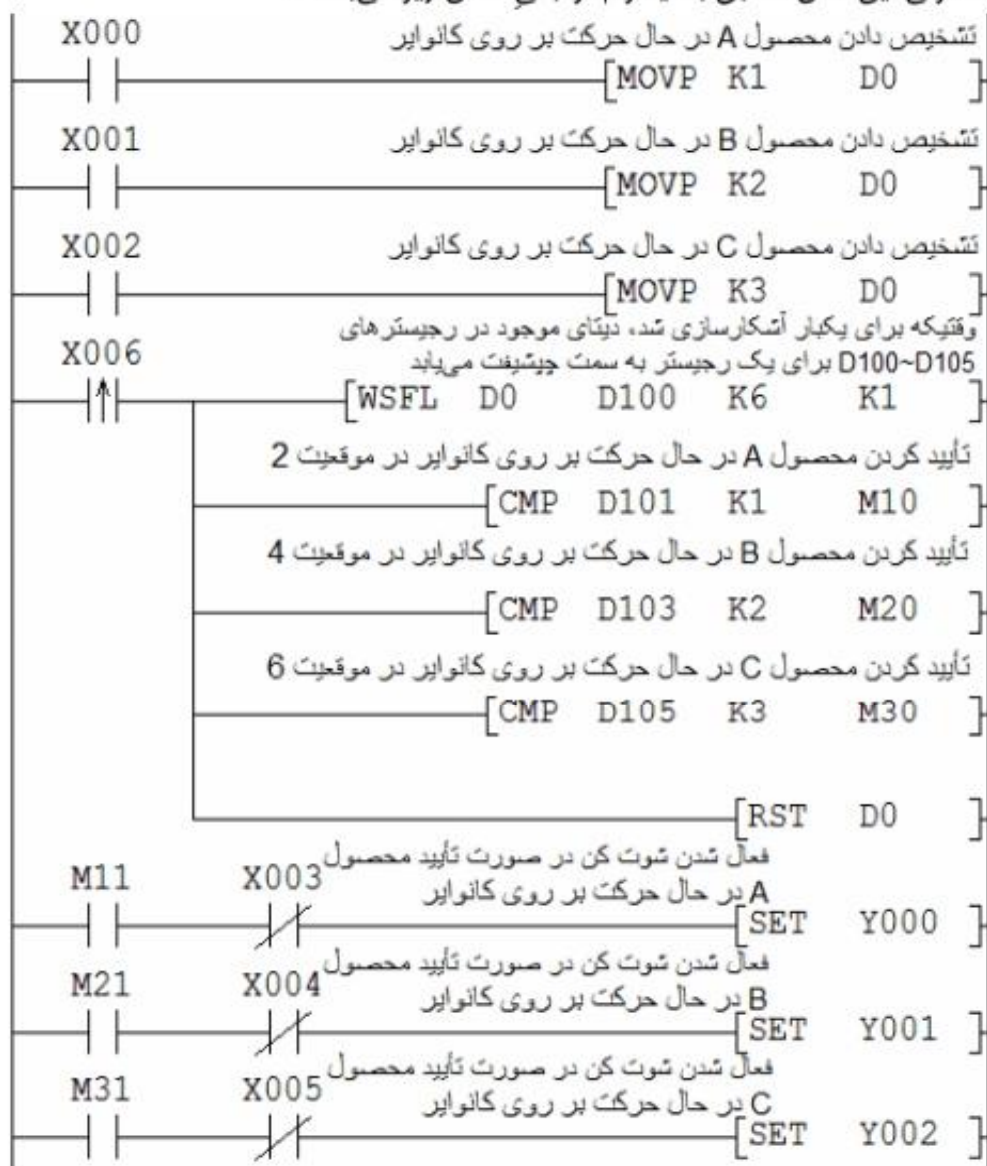 X000
تشخیص دادن محصول A در حال حرکت بر روی کانوایر
[MOVP K1 D0 ]
X001
تشخیص دادن محصول B در حال حرکت بر روی کانوایر
[MOVP K2 D0 ]
X002
تشخیص دادن محصول C در حال حرکت بر روی کانوایر
[MOVP K3 D0 ]
وقتیکه برای یکبار آشکارسازی شد، دیتای موجود در رجیسترهای
X006
D100~D105 برای یک رجیستر به سمت چپشیفت می‌یابد
[WSFL D0 D100 K6 K1 ]
تأیید کردن محصول A در حال حرکت بر روی کانوایر در موقعیت 2
[CMP D101 K1 M10 ]
تأیید کردن محصول B در حال حرکت بر روی کانوایر در موقعیت 4
[CMP D103 K2 M20 ]
تأیید کردن محصول C در حال حرکت بر روی کانوایر در موقعیت 6
[CMP D105 K3 M30 ]
[RST D0 ]
فعال شدن شوت کن در صورت تأیید محصول
M11 X003
A در حال حرکت بر روی کانوایر
[SET Y000 ]
فعال شدن شوت کن در صورت تأیید محصول
M21 X004
B در حال حرکت بر روی کانوایر
[SET Y001 ]
فعال شدن شوت کن در صورت تأیید محصول
M31 X005
C در حال حرکت بر روی کانوایر
[SET Y002 ]